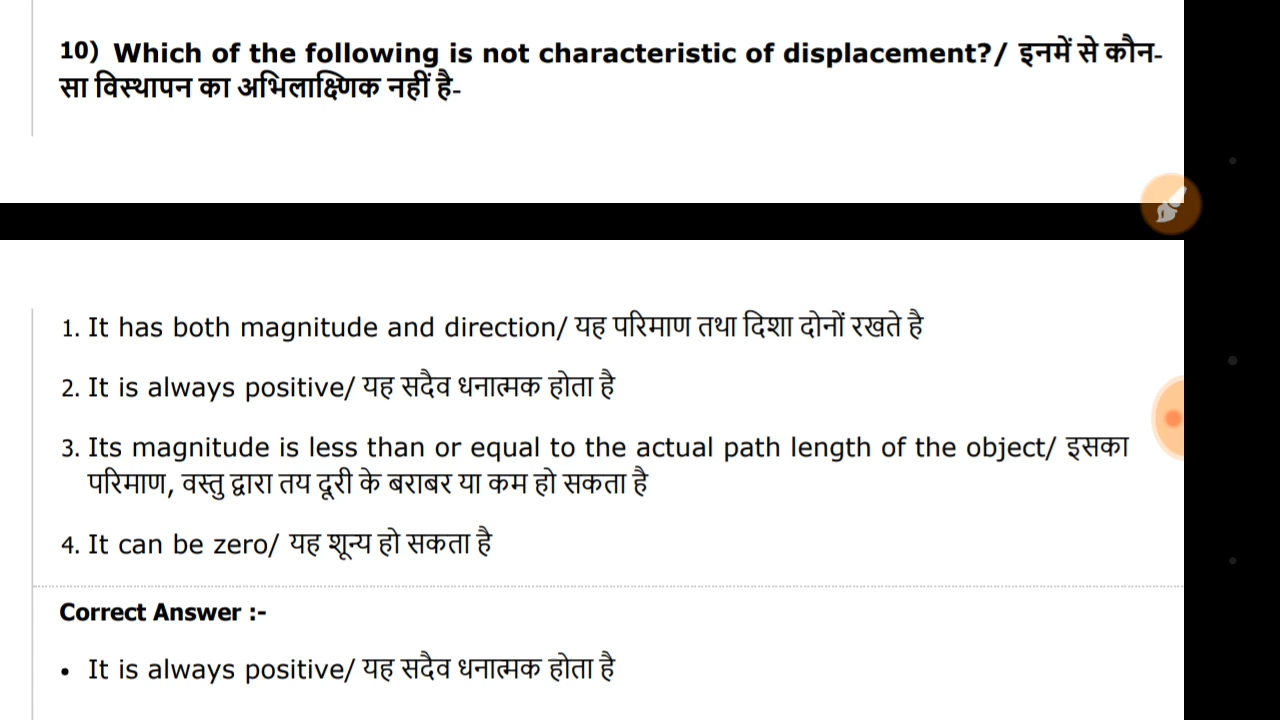 10) Which of the following is not characteristic of displacement?/ इनमें से कौन-
सा विस्थापन का अभिलाक्ष्णिक नहीं है-
1. It has both magnitude and direction/ यह परिमाण तथा दिशा दोनों रखते है
2. It is always positive/ यह सदैव धनात्मक होता है
3. Its magnitude is less than or equal to the actual path length of the object/ इसका
परिमाण, वस्तु द्वारा तय दूरी के बराबर या कम हो सकता है
4. It can be zero/ यह शून्य हो सकता है
Correct Answer :-
• It is always positive/ यह सदैव धनात्मक होता है